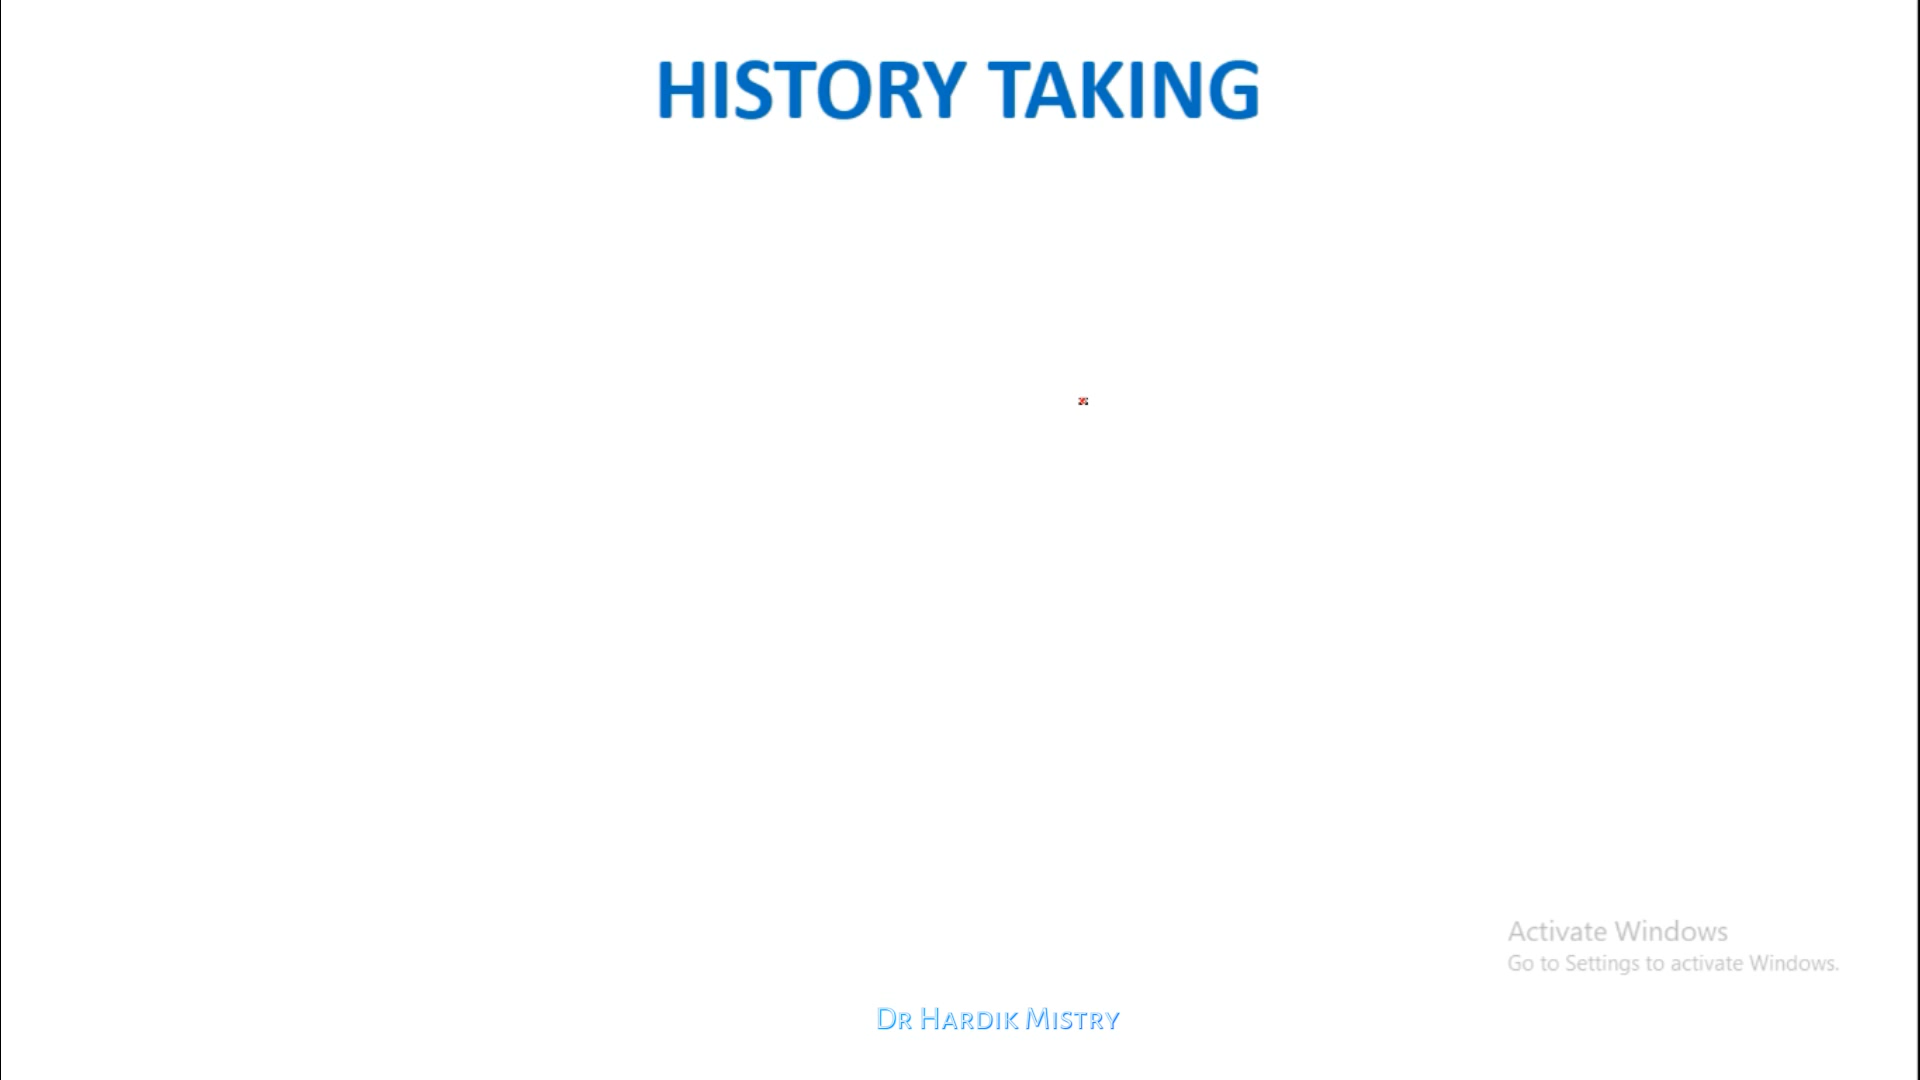 HISTORY TAKING
Activate Windows
Go to Settings to activate Windows.
Dr Hardik Mistry